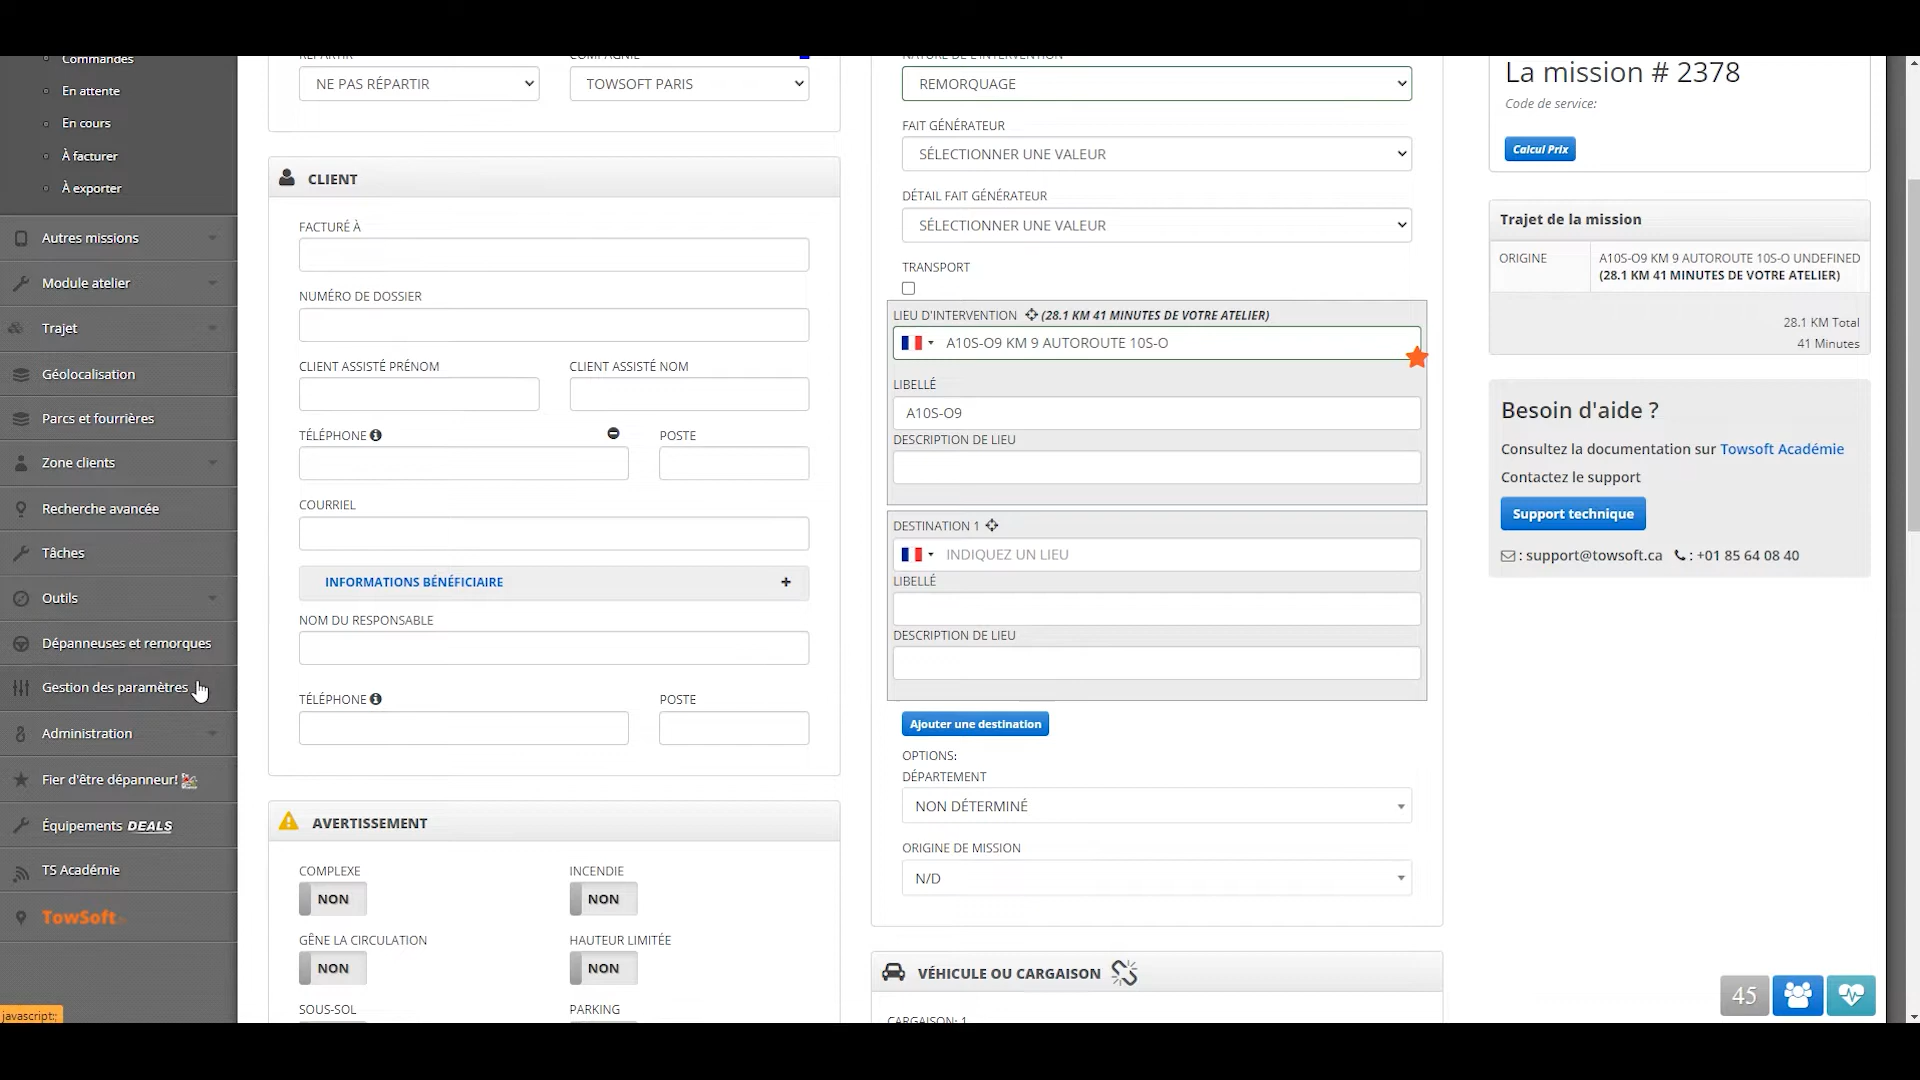 Commandes
En attente
En cours
À facturer
À exporter
Autres missions
Module atelier
Trajet
Géolocalisation
Parcs et fourrières
Zone clients
Recherche avancée
Tâches
Outils
Dépanneuses et remorques
Gestion des paramètres
Administration
Fier d'être dépanneur!
Équipements DEALS
TS Académie
TowSoft
javascript:;
RÉPARTIR
COMPAGNIE
NE PAS RÉPARTIR
TOWSOFT PARIS
CLIENT
FACTURÉ À
NUMÉRO DE DOSSIER
CLIENT ASSISTÉ PRÉNOM
CLIENT ASSISTÉ NOM
TÉLÉPHONE
POSTE
COURRIEL
INFORMATIONS BÉNÉFICIAIRE
+
NOM DU RESPONSABLE
TÉLÉPHONE
POSTE
AVERTISSEMENT
COMPLEXE
INCENDIE
NON
NON
GÊNE LA CIRCULATION
HAUTEUR LIMITÉE
NON
NON
SOUS-SOL
PARKING
NATURE DE L'INTERVENTION
REMORQUAGE
FAIT GÉNÉRATEUR
SÉLECTIONNER UNE VALEUR
DÉTAIL FAIT GÉNÉRATEUR
SÉLECTIONNER UNE VALEUR
TRANSPORT
LIEU D'INTERVENTION (28.1 KM 41 MINUTES DE VOTRE ATELIER)
A10S-O9 KM 9 AUTOROUTE 10S-O
LIBELLÉ
A10S-O9
DESCRIPTION DE LIEU
DESTINATION 1
INDIQUEZ UN LIEU
LIBELLÉ
DESCRIPTION DE LIEU
Ajouter une destination
OPTIONS:
DÉPARTEMENT
NON DÉTERMINÉ
ORIGINE DE MISSION
N/D
VÉHICULE OU CARGAISON
CARGAISON: 1
La mission # 2378
Code de service:
Calcul Prix
Trajet de la mission
ORIGINE
A10S-O9 KM 9 AUTOROUTE 10S-O UNDEFINED
(28.1 KM 41 MINUTES DE VOTRE ATELIER)
28.1 KM Total
41 Minutes
Besoin d'aide ?
Consultez la documentation sur Towsoft Académie
Contactez le support
Support technique
: support@towsoft.ca : +01 85 64 08 40
45